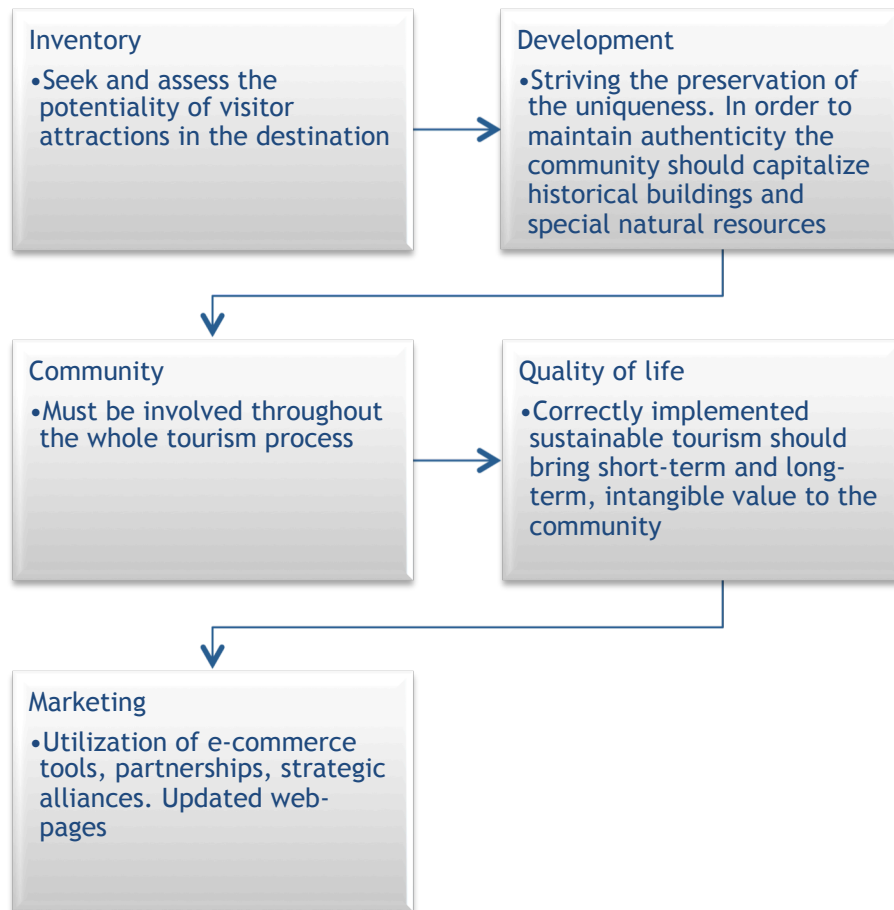 Inventory
•Seek and assess the
potentiality of visitor
attractions in the destination
Development
•Striving the preservation of
the uniqueness. In order to
maintain authenticity the
community should capitalize
historical buildings and
special natural resources
Community
•Must be involved throughout
the whole tourism process
Quality of life
•Correctly implemented
sustainable tourism should
bring short-term and long-
term, intangible value to the
community
Marketing
•Utilization of e-commerce
tools, partnerships, strategic
alliances. Updated web-
pages